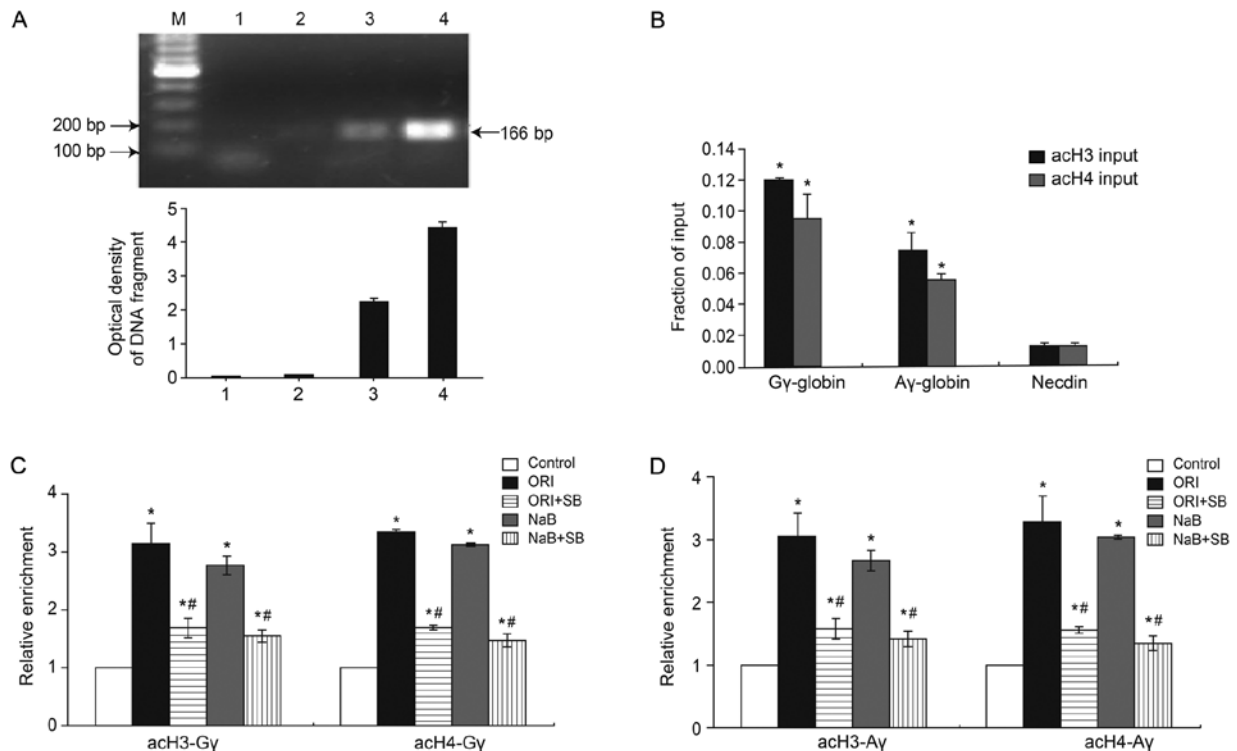 A
M 1 2 3 4
200 bp
100 bp
166 bp
Optical density
of DNA fragment
5
4
3
2
1
0
1 2 3 4
B
acH3 input
acH4 input
Fraction of input
0.14
0.12
0.10
0.08
0.06
0.04
0.02
0.00
* * * *
Gγ-globin Aγ-globin Necdin
C
Control
ORI
ORI+SB
NaB
NaB+SB
Relative enrichment
4
3
2
1
0
* *# * *# * *# * *#
acH3-Gγ acH4-Gγ
D
Control
ORI
ORI+SB
NaB
NaB+SB
Relative enrichment
4
3
2
1
0
* *# * *# * *# * *#
acH3-Aγ acH4-Aγ